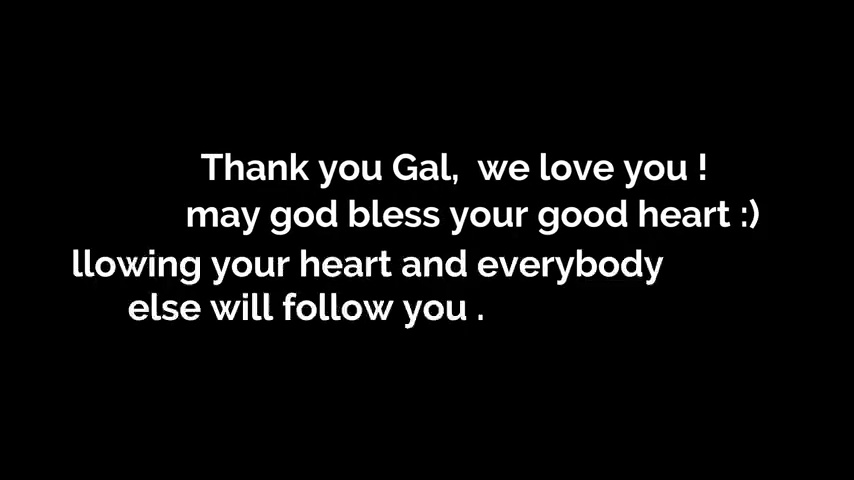 Thank you Gal, we love you !
may god bless your good heart :)
llowing your heart and everybody
else will follow you .